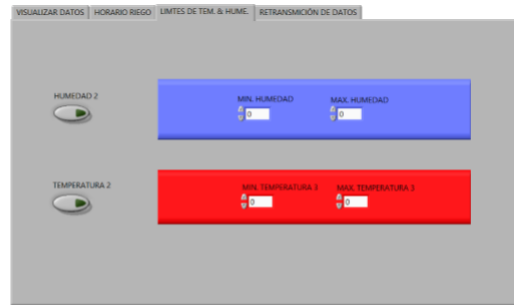 VISUALIZAR DATOS HORARIO RIEGO LIMTES DE TEM. & HUME. RETRANSMICIÓN DE DATOS
HUMEDAD 2 MIN. HUMEDAD MAX. HUMEDAD
0 0
TEMPERATURA 2 MIN. TEMPERATURA 3 MAX. TEMPERATURA 3
0 0